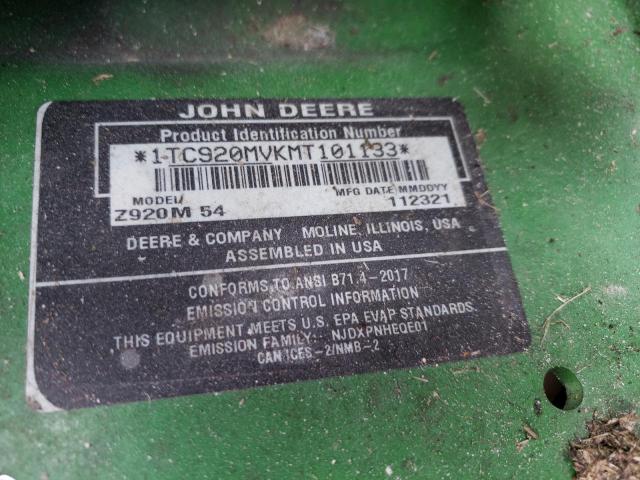 JOHN DEERE
Product Identification Number
*1TC920MVKMT101133*
MODEL MFG DATE MMDDYY
Z920M 54 112321
DEERE & COMPANY MOLINE, ILLINOIS, USA
ASSEMBLED IN USA
CONFORMS TO ANSI B71.4-2017
EMISSION CONTROL INFORMATION
THIS EQUIPMENT MEETS U.S. EPA EVAP STANDARDS.
EMISSION FAMILY: NJDXPNHEQE01
CAN ICES-2/NMB-2